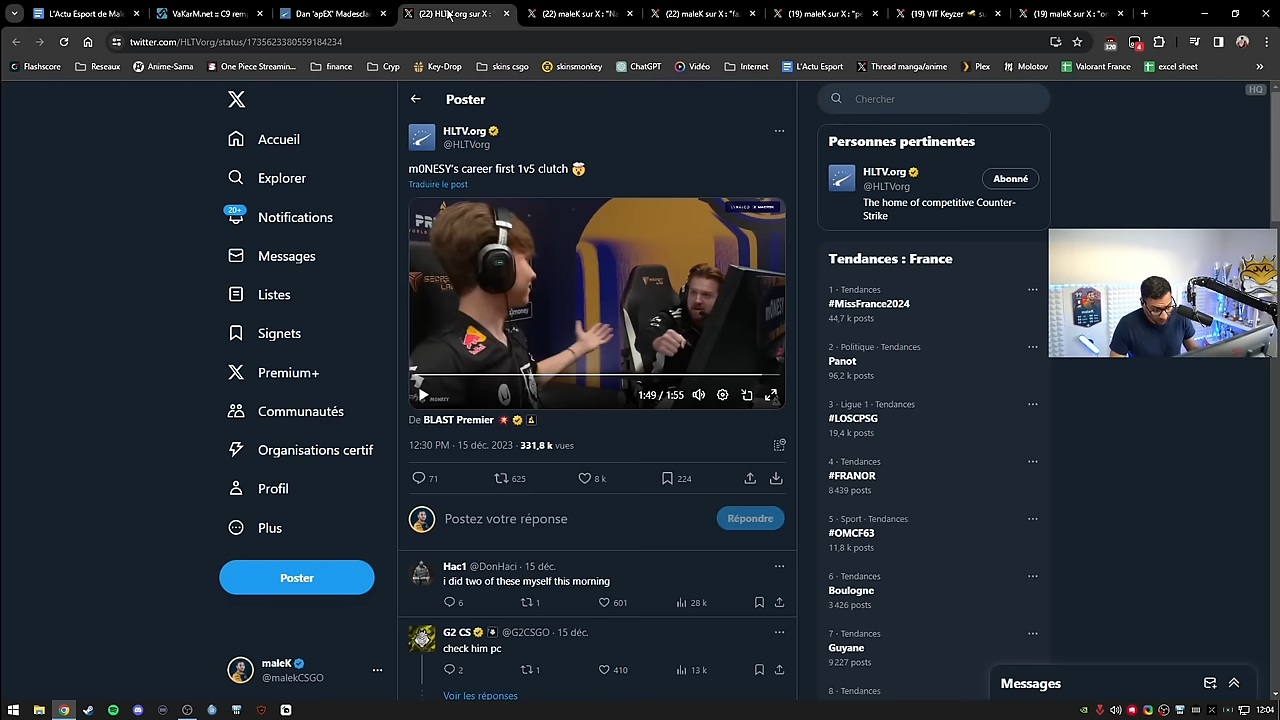 L'Actu Esport de Mal
VaKarM.net :: C9 remp
Dan 'apEX' Madescla
(22) HLTV.org sur X :
(22) maleK sur X : "N
(22) maleK sur X : "fa
(19) maleK sur X : "pe
(19) VIT Keyzer
(19) maleK sur X : "o
twitter.com/HLTVorg/status/1735623380559184234
320
4
Flashscore
Reseaux
Anime-Sama
One Piece Streamin...
finance
Cryp
Key-Drop
skins csgo
skinsmonkey
ChatGPT
Vidéo
Internet
L'Actu Esport
Thread manga/anime
Plex
Molotov
Valorant France
excel sheet
Accueil
Explorer
20+
Notifications
Messages
Listes
Signets
Premium+
Communautés
Organisations certif
Profil
Plus
Poster
maleK
@malekCSGO
Poster
HLTV.org
@HLTVorg
m0NESY's career first 1v5 clutch 🤯
Traduire le post
1:49 / 1:55
De BLAST Premier
12:30 PM · 15 déc. 2023 · 331,8 k vues
71
625
8 k
224
Postez votre réponse
Répondre
Hac1 @DonHaci · 15 déc.
i did two of these myself this morning
6
1
601
28 k
G2 CS @G2CSGO · 15 déc.
check him pc
2
1
410
13 k
Voir les réponses
Chercher
HQ
Personnes pertinentes
HLTV.org
@HLTVorg
Abonné
The home of competitive Counter-
Strike
Tendances : France
1 · Tendances
#MissFrance2024
44,7 k posts
2 · Politique · Tendances
Panot
96,2 k posts
3 · Ligue 1 · Tendances
#LOSCPSG
19,4 k posts
4 · Tendances
#FRANOR
8 439 posts
5 · Sport · Tendances
#OMCF63
11,8 k posts
6 · Tendances
Boulogne
3 426 posts
7 · Tendances
Guyane
9 227 posts
8 · Tendances
Messages
12:04